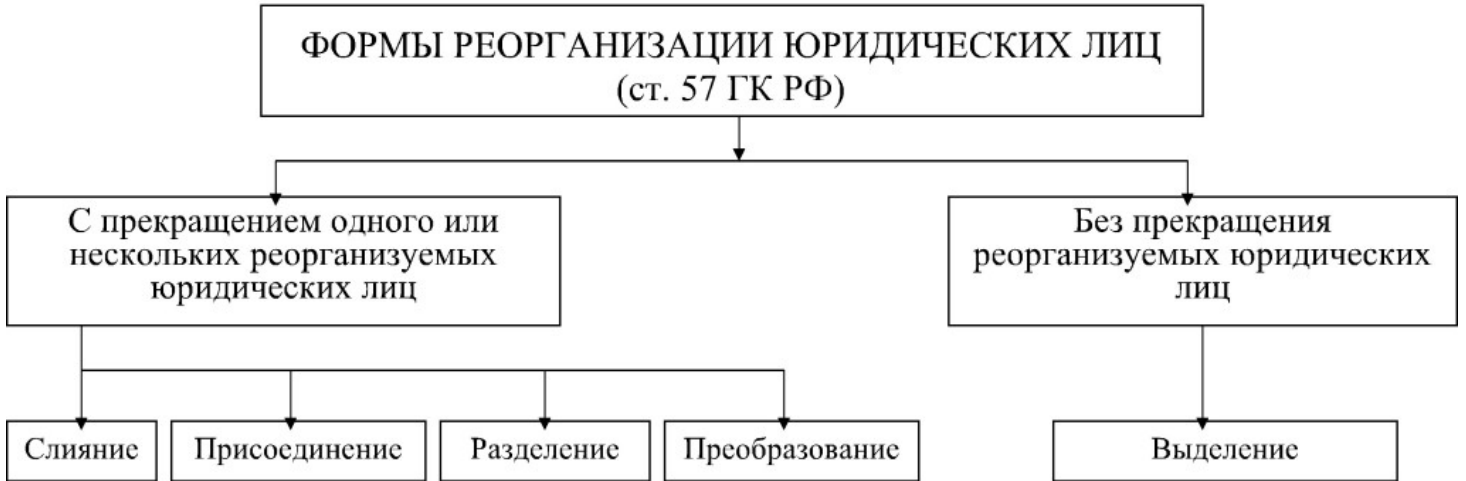 ФОРМЫ РЕОРГАНИЗАЦИИ ЮРИДИЧЕСКИХ ЛИЦ
(ст. 57 ГК РФ)
С прекращением одного или
нескольких реорганизуемых
юридических лиц
Без прекращения
реорганизуемых юридических
лиц
Слияние
Присоединение
Разделение
Преобразование
Выделение